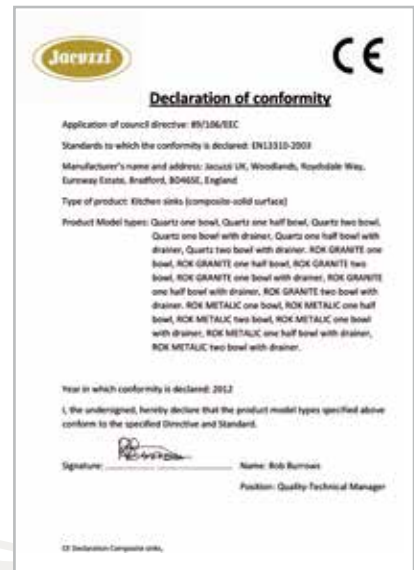 Jacuzzi
CE
Declaration of conformity
Application of council directive: 89/106/EEC
Standards to which the conformity is declared: EN13310-2003
Manufacturer's name and address: Jacuzzi UK, Woodlands, Roydsdale Way,
Euroway Estate, Bradford, BD46SE, England
Type of product: Kitchen sinks (composite-solid surface)
Product Model types: Quartz one bowl, Quartz one half bowl, Quartz two bowl,
Quartz one bowl with drainer, Quartz one half bowl with
drainer, Quartz two bowl with drainer. ROK GRANITE one
bowl, ROK GRANITE one half bowl, ROK GRANITE two
bowl, ROK GRANITE one bowl with drainer, ROK GRANITE
one half bowl with drainer, ROK GRANITE two bowl with
drainer. ROK METALIC one bowl, ROK METALIC one half
bowl, ROK METALIC two bowl, ROK METALIC one bowl
with drainer, ROK METALIC one half bowl with drainer,
ROK METALIC two bowl with drainer.
Year in which conformity is declared: 2012
I, the undersigned, hereby declare that the product model types specified above
conform to the specified Directive and Standard.
Signature: Name: Rob Burrows
Position: Quality-Technical Manager
CE Declaration Composite sinks,